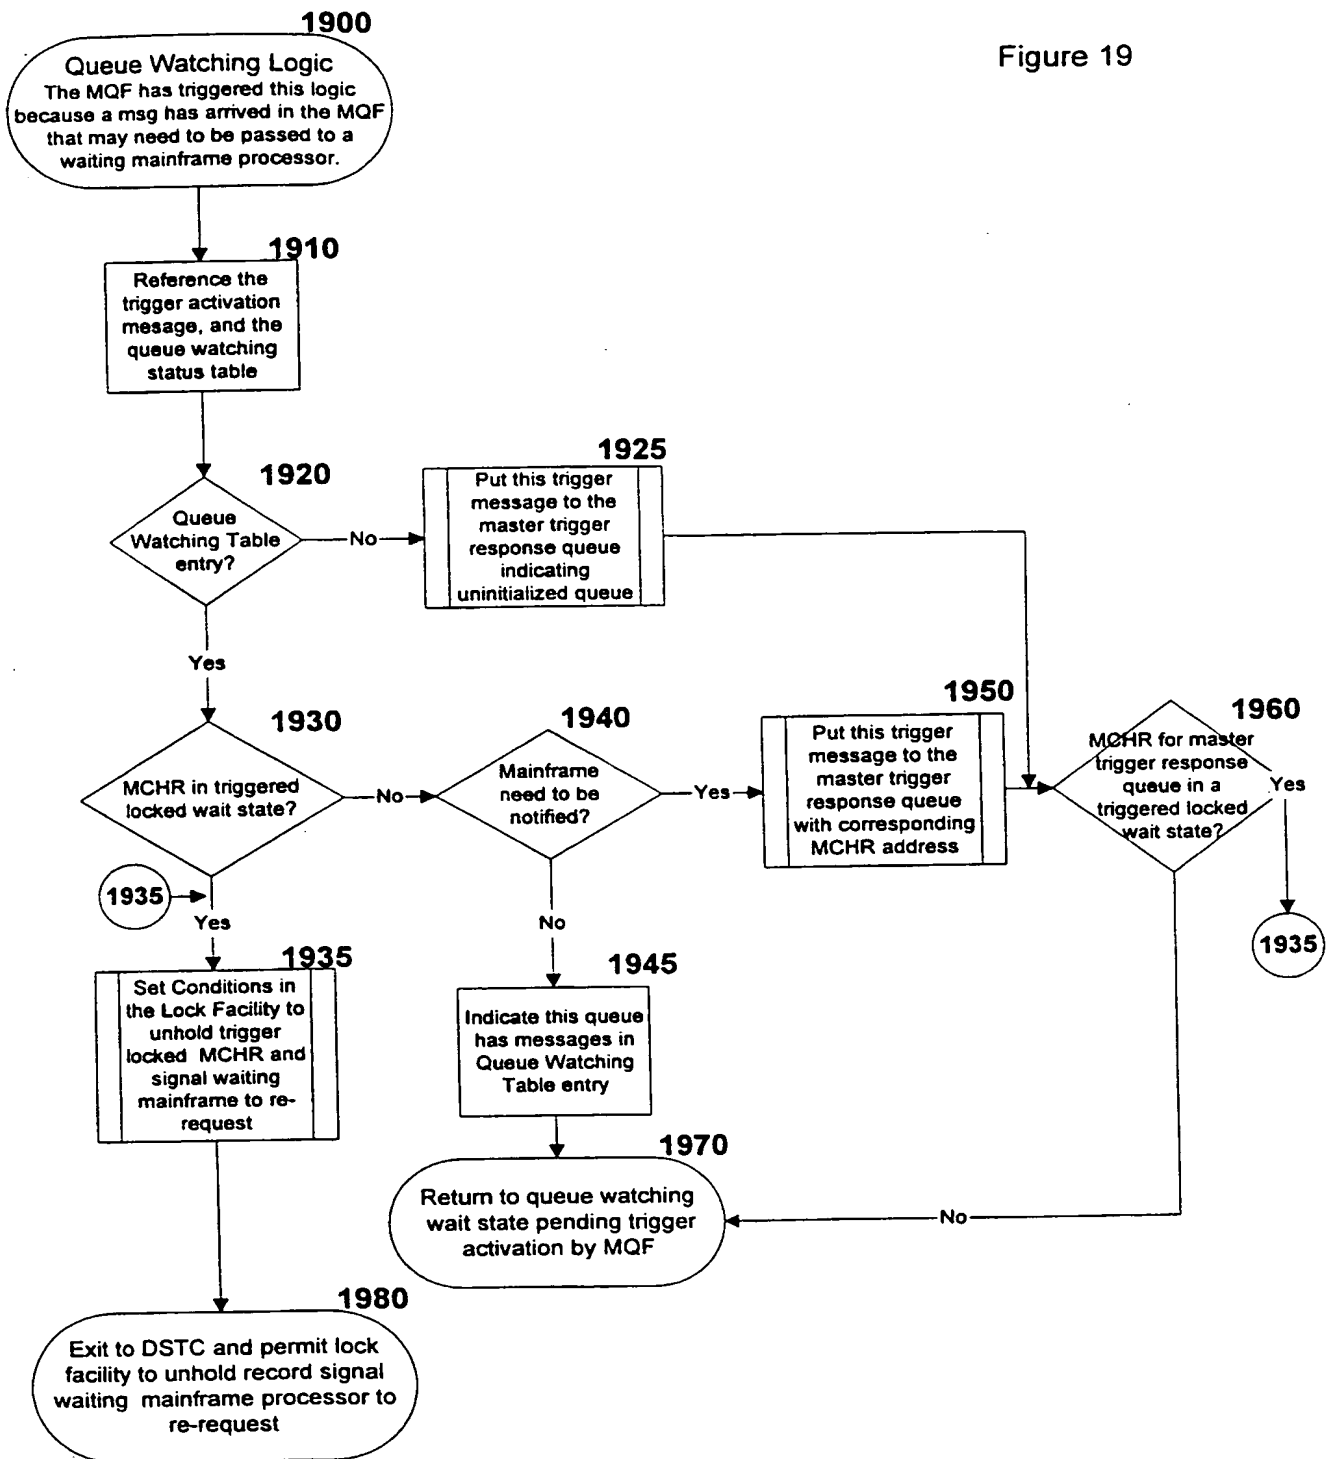 1900
Figure 19
Queue Watching Logic
The MQF has triggered this logic
because a msg has arrived in the MQF
that may need to be passed to a
waiting mainframe processor.
1910
Reference the
trigger activation
mesage, and the
queue watching
status table
1920
Queue
Watching Table
entry?
No
1925
Put this trigger
message to the
master trigger
response queue
indicating
uninitialized queue
Yes
1930
MCHR in triggered
locked wait state?
No
1940
Mainframe
need to be
notified?
Yes
1950
Put this trigger
message to the
master trigger
response queue
with corresponding
MCHR address
1960
MCHR for master
trigger response
queue in a
triggered locked
wait state?
Yes
1935
1935
Yes
No
1935
Set Conditions in
the Lock Facility to
unhold trigger
locked MCHR and
signal waiting
mainframe to re-
request
1945
Indicate this queue
has messages in
Queue Watching
Table entry
1970
Return to queue watching
wait state pending trigger
activation by MQF
No
1980
Exit to DSTC and permit lock
facility to unhold record signal
waiting mainframe processor to
re-request